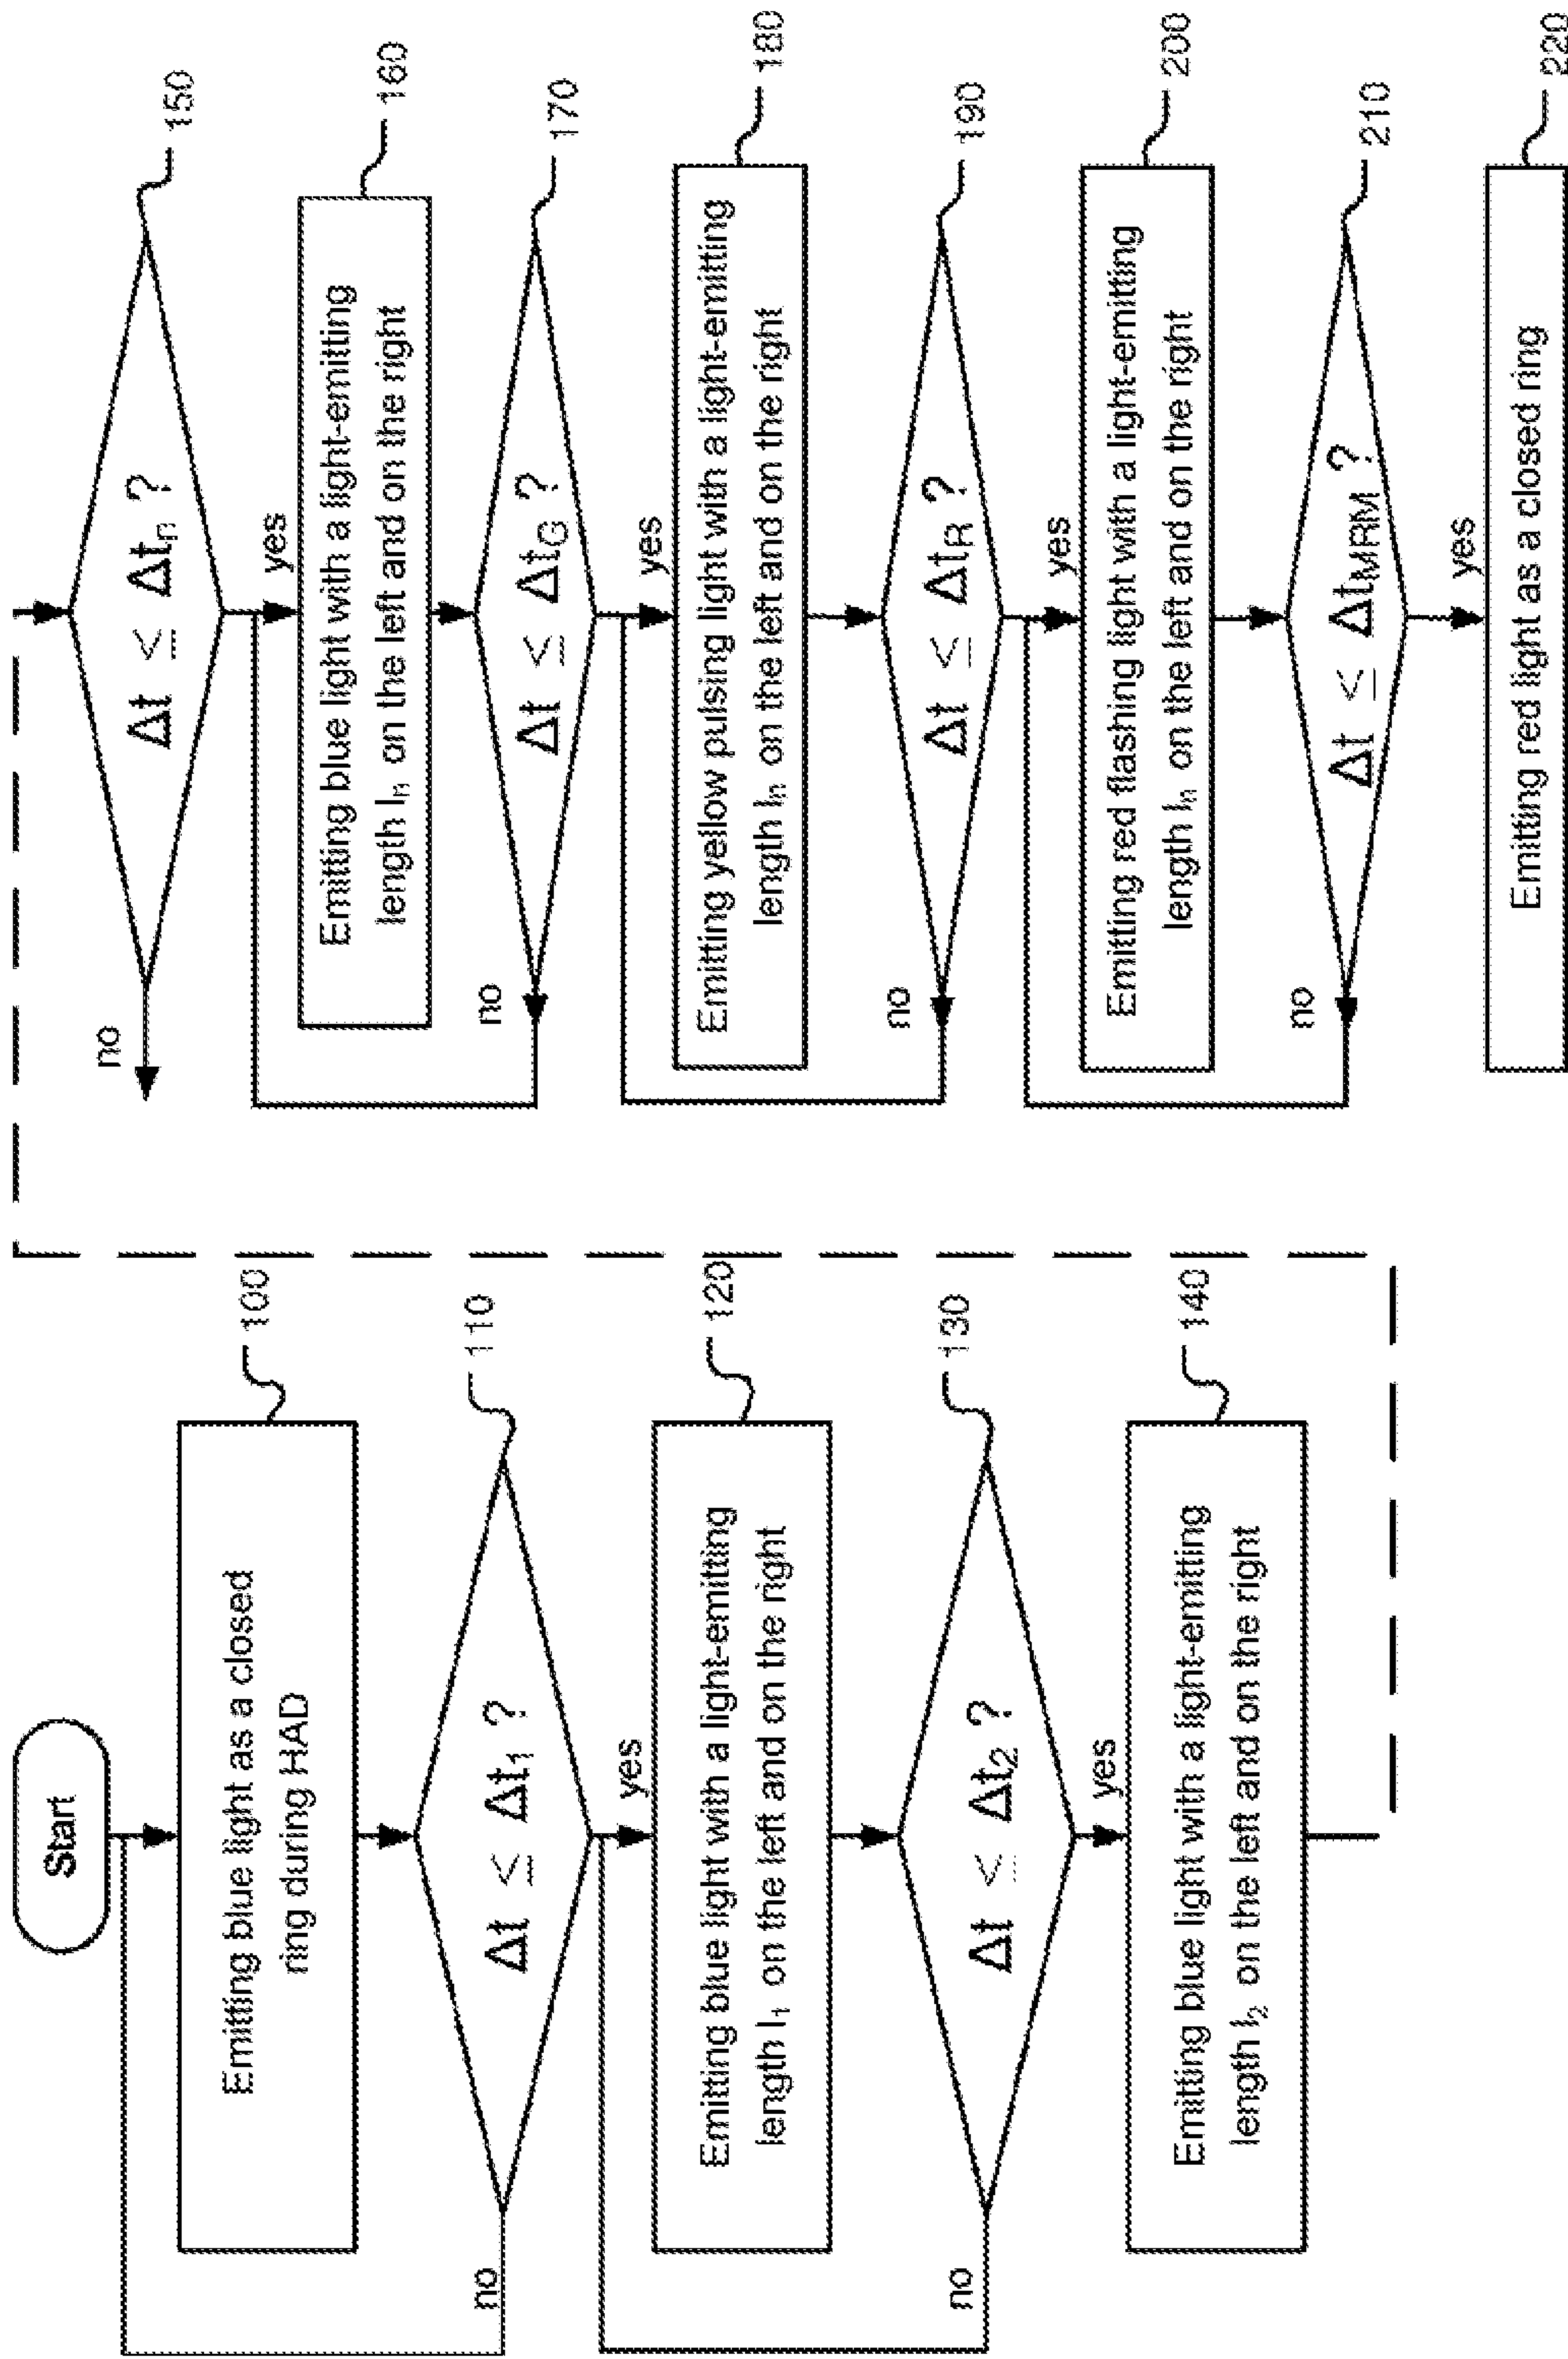 Start
Emitting blue light as a closed
ring during HAD
100
Δt ≤ Δt₁ ?
110
no
yes
Emitting blue light with a light-emitting
length l₁ on the left and on the right
120
Δt ≤ Δt₂ ?
130
no
yes
Emitting blue light with a light-emitting
length l₂ on the left and on the right
140
Δt ≤ Δtₙ ?
150
no
yes
Emitting blue light with a light-emitting
length lₙ on the left and on the right
160
Δt ≤ Δt_G ?
170
no
yes
Emitting yellow pulsing light with a light-emitting
length lₙ on the left and on the right
180
Δt ≤ Δt_R ?
190
no
yes
Emitting red flashing light with a light-emitting
length lₙ on the left and on the right
200
Δt ≤ Δt_MRM ?
210
no
yes
Emitting red light as a closed ring
220